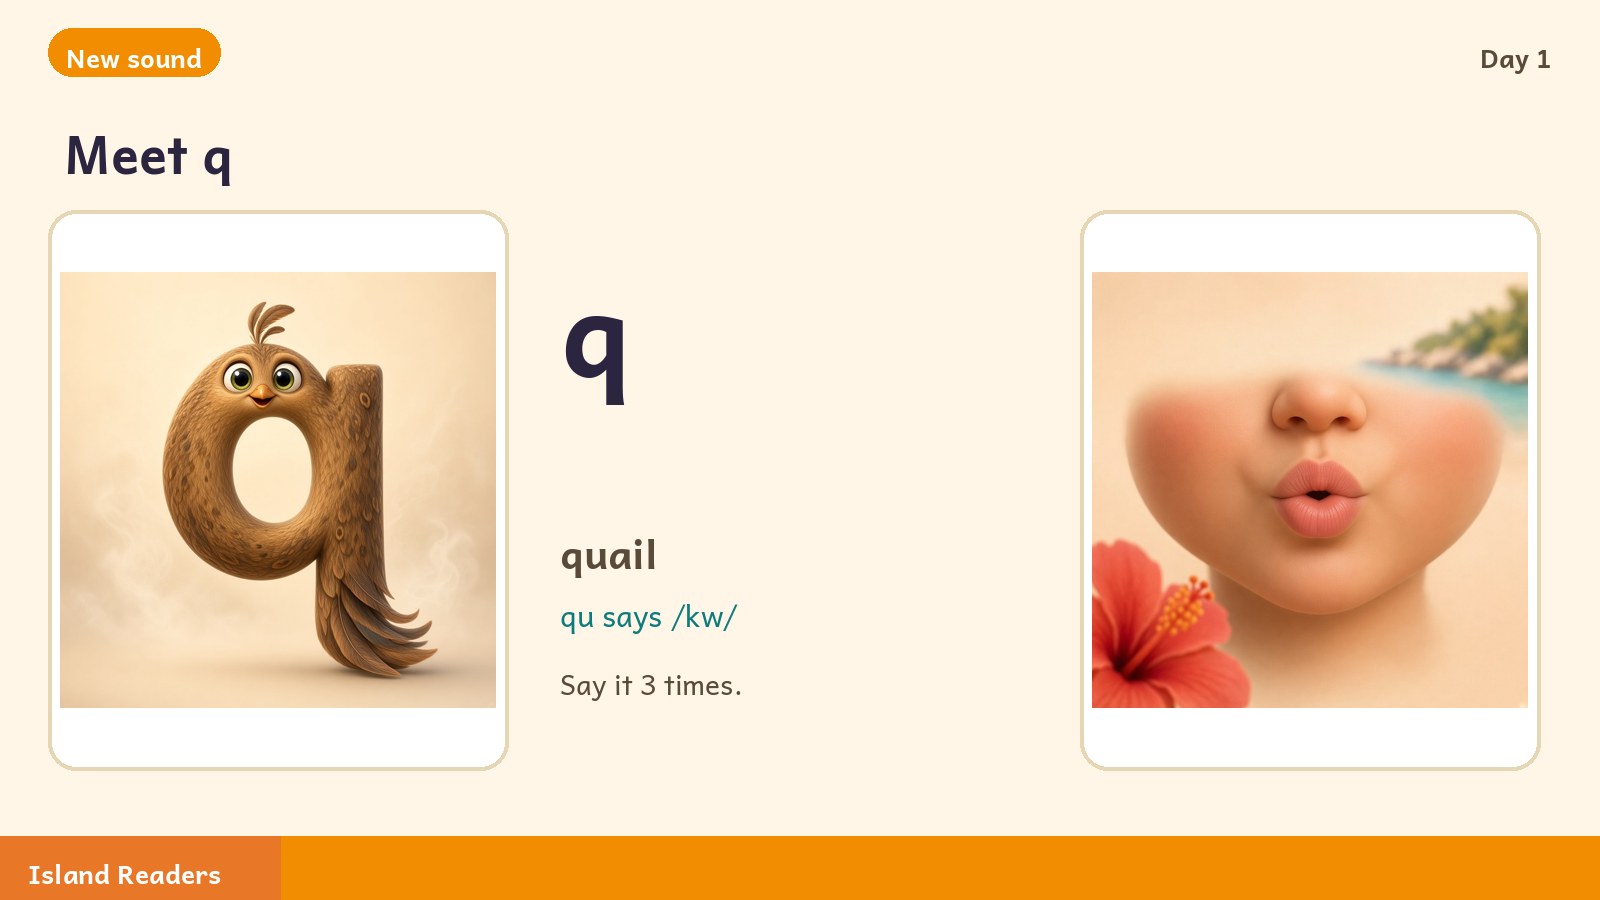 New sound
Day 1
Meet q
q
quail
qu says /kw/
Say it 3 times.
Island Readers